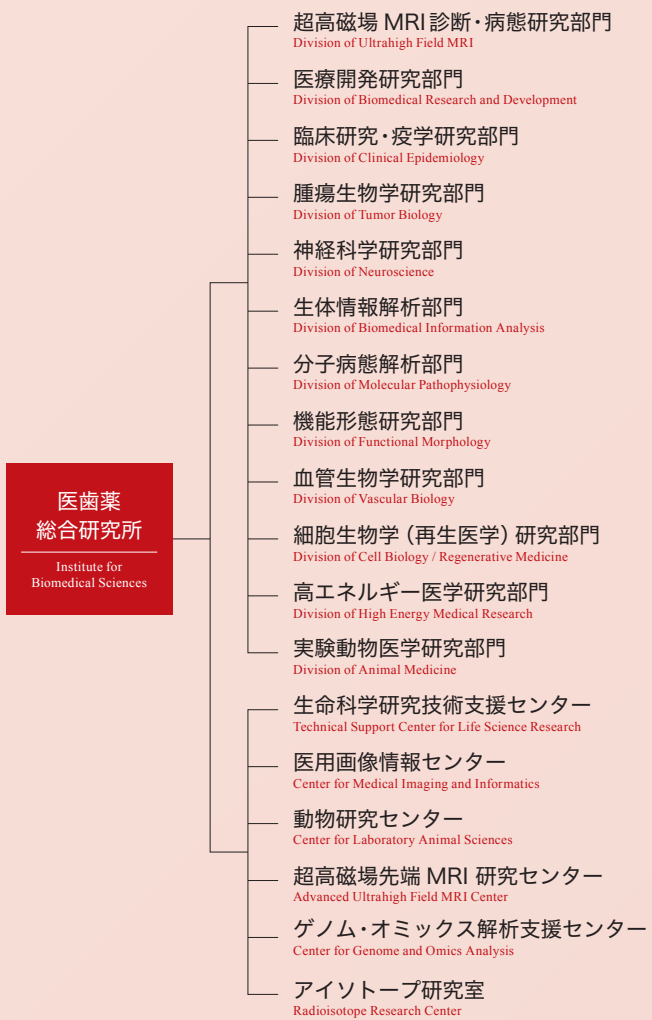 超高磁場 MRI 診断・病態研究部門
Division of Ultrahigh Field MRI
医療開発研究部門
Division of Biomedical Research and Development
臨床研究・疫学研究部門
Division of Clinical Epidemiology
腫瘍生物学研究部門
Division of Tumor Biology
神経科学研究部門
Division of Neuroscience
生体情報解析部門
Division of Biomedical Information Analysis
分子病態解析部門
Division of Molecular Pathophysiology
機能形態研究部門
Division of Functional Morphology
血管生物学研究部門
Division of Vascular Biology
医歯薬
総合研究所
Institute for
Biomedical Sciences
細胞生物学（再生医学）研究部門
Division of Cell Biology / Regenerative Medicine
高エネルギー医学研究部門
Division of High Energy Medical Research
実験動物医学研究部門
Division of Animal Medicine
生命科学研究技術支援センター
Technical Support Center for Life Science Research
医用画像情報センター
Center for Medical Imaging and Informatics
動物研究センター
Center for Laboratory Animal Sciences
超高磁場先端 MRI 研究センター
Advanced Ultrahigh Field MRI Center
ゲノム・オミックス解析支援センター
Center for Genome and Omics Analysis
アイソトープ研究室
Radioisotope Research Center